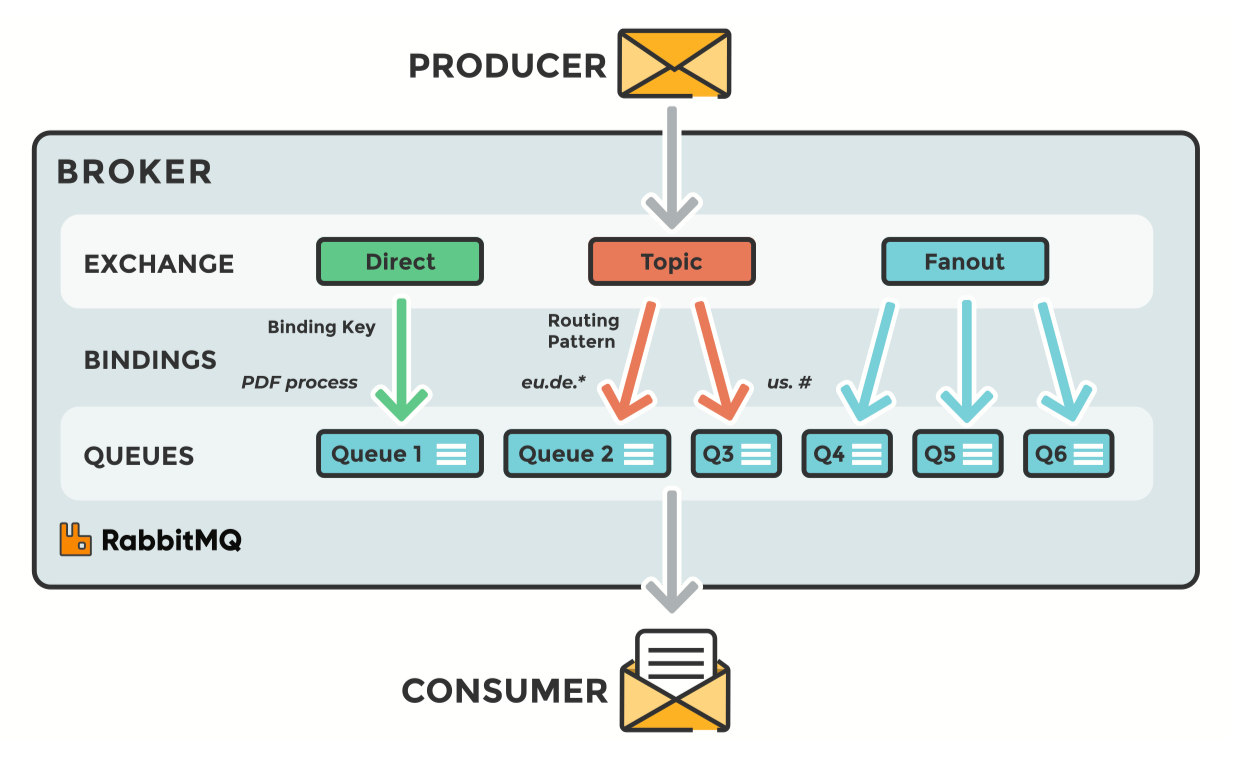 PRODUCER
BROKER
EXCHANGE
Direct
Topic
Fanout
Binding Key
Routing
Pattern
BINDINGS
PDF process
eu.de.*
us. #
QUEUES
Queue 1
Queue 2
Q3
Q4
Q5
Q6
RabbitMQ
CONSUMER